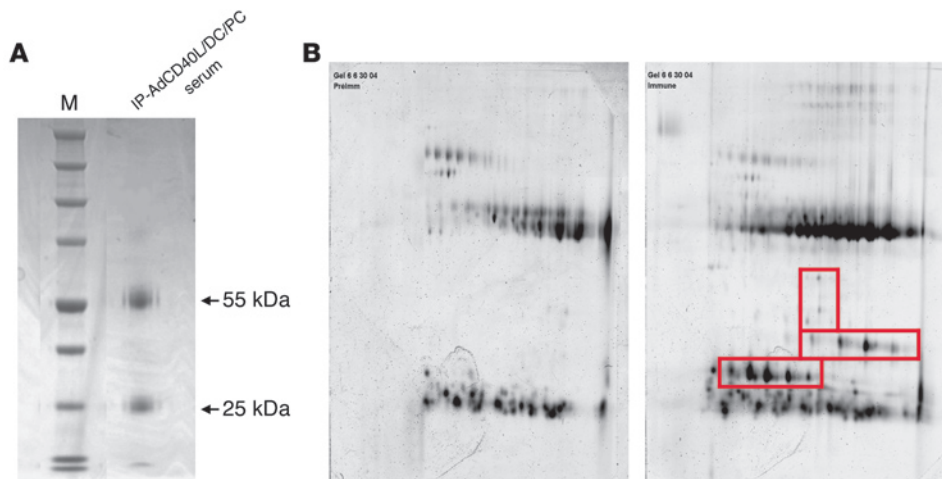 A
M
IP-AdCD40L/DC/PC
serum
55 kDa
25 kDa
B
Gel 6 6 30 04
PreImm
Gel 6 6 30 04
Immune